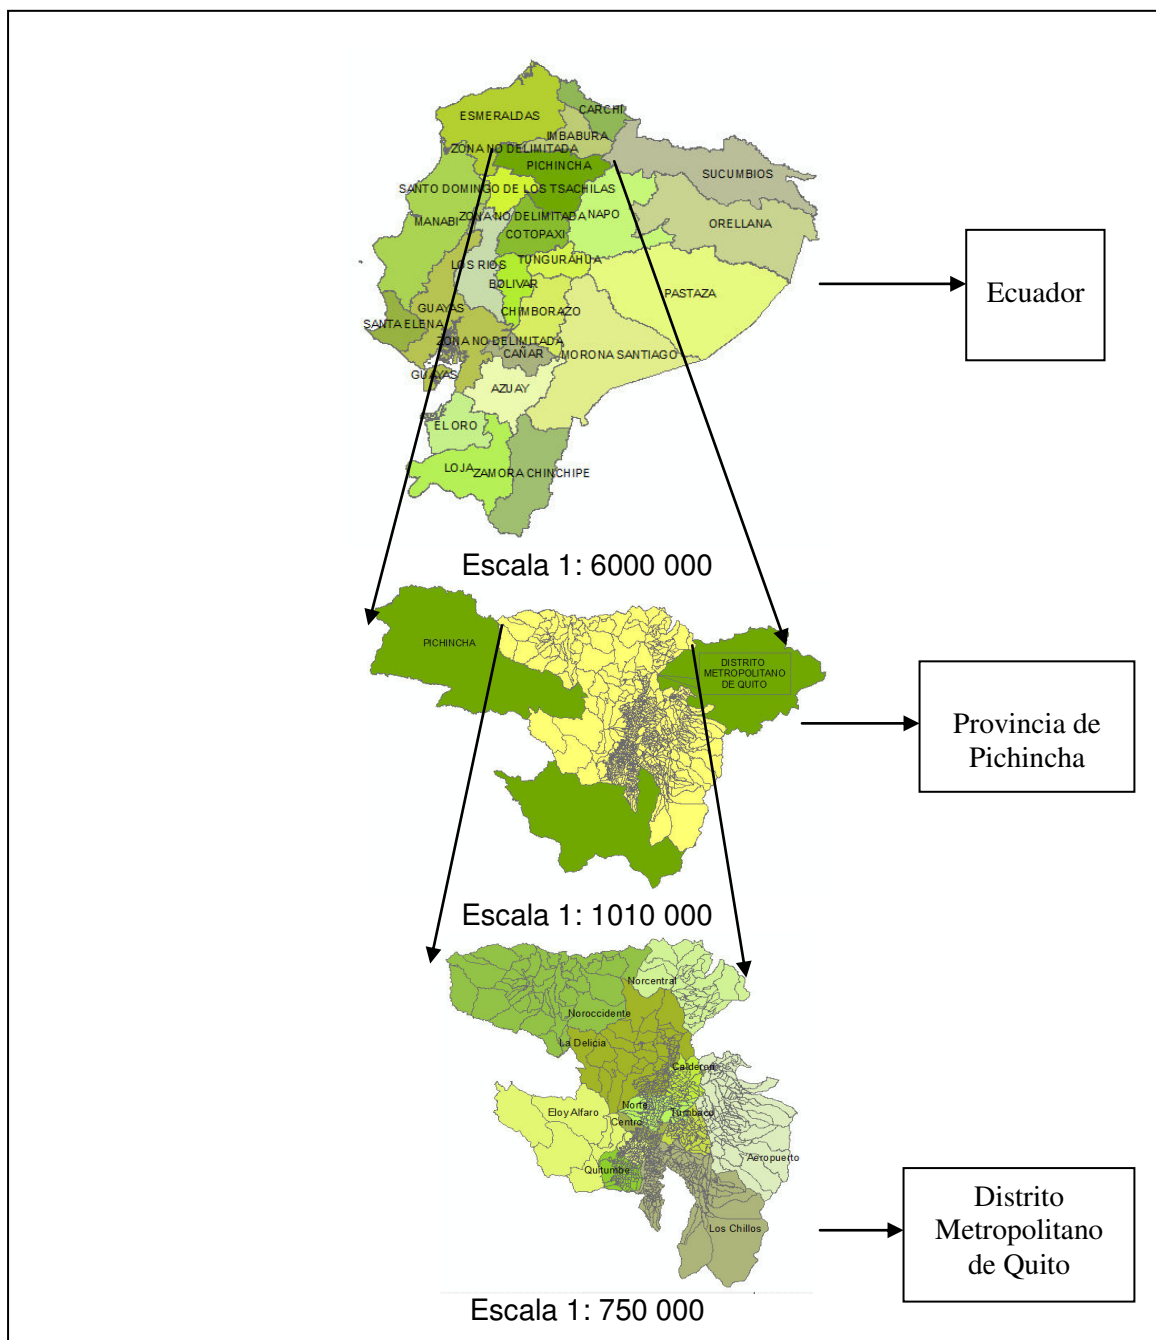 CARCHI
ESMERALDAS
IMBABURA
ZONA NO DELIMITADA
PICHINCHA
SUCUMBIOS
SANTO DOMINGO DE LOS TSACHILAS
ZONA NO DELIMITADA
NAPO
MANABI
ORELLANA
COTOPAXI
LOS RIOS
TUNGURAHUA
BOLIVAR
PASTAZA
Ecuador
GUAYAS
CHIMBORAZO
SANTA ELENA
ZONA NO DELIMITADA
CAÑAR
MORONA SANTIAGO
GUAYAS
AZUAY
EL ORO
LOJA
ZAMORA CHINCHIPE
Escala 1: 6000 000
PICHINCHA
DISTRITO
METROPOLITANO
DE QUITO
Provincia de
Pichincha
Escala 1: 1010 000
Norcentral
Noroccidente
La Delicia
Calderen
Eloy Alfaro
Norte
Tumbaco
Centro
Aeropuerto
Quitumbe
Los Chillos
Distrito
Metropolitano
de Quito
Escala 1: 750 000